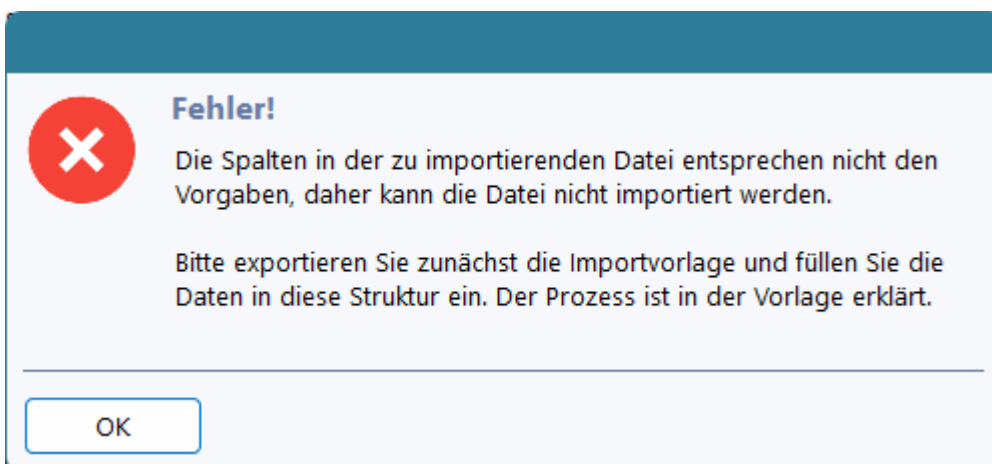 Fehler!
Die Spalten in der zu importierenden Datei entsprechen nicht den
Vorgaben, daher kann die Datei nicht importiert werden.
Bitte exportieren Sie zunächst die Importvorlage und füllen Sie die
Daten in diese Struktur ein. Der Prozess ist in der Vorlage erklärt.
OK